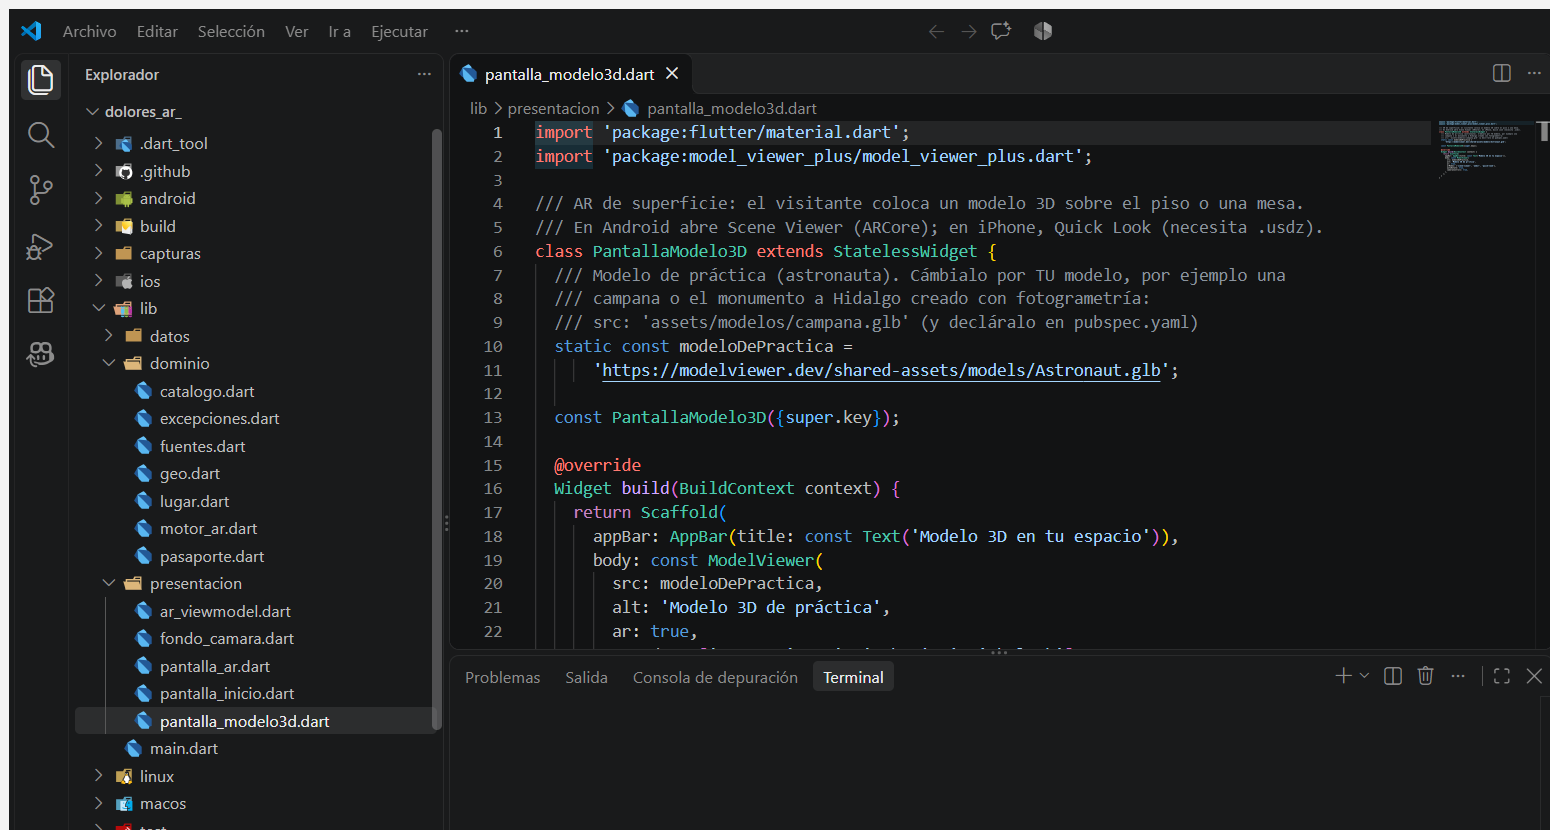 Archivo Editar Selección Ver Ir a Ejecutar ···
Explorador ···
dolores_ar_
.dart_tool
.github
android
build
capturas
ios
lib
datos
dominio
catalogo.dart
excepciones.dart
fuentes.dart
geo.dart
lugar.dart
motor_ar.dart
pasaporte.dart
presentacion
ar_viewmodel.dart
fondo_camara.dart
pantalla_ar.dart
pantalla_inicio.dart
pantalla_modelo3d.dart
main.dart
linux
macos
pantalla_modelo3d.dart
lib > presentacion > pantalla_modelo3d.dart
1 import 'package:flutter/material.dart';
2 import 'package:model_viewer_plus/model_viewer_plus.dart';
3
4 /// AR de superficie: el visitante coloca un modelo 3D sobre el piso o una mesa.
5 /// En Android abre Scene Viewer (ARCore); en iPhone, Quick Look (necesita .usdz).
6 class PantallaModelo3D extends StatelessWidget {
7 /// Modelo de práctica (astronauta). Cámbialo por TU modelo, por ejemplo una
8 /// campana o el monumento a Hidalgo creado con fotogrametría:
9 /// src: 'assets/modelos/campana.glb' (y decláralo en pubspec.yaml)
10 static const modeloDePractica =
11 'https://modelviewer.dev/shared-assets/models/Astronaut.glb';
12
13 const PantallaModelo3D({super.key});
14
15 @override
16 Widget build(BuildContext context) {
17 return Scaffold(
18 appBar: AppBar(title: const Text('Modelo 3D en tu espacio')),
19 body: const ModelViewer(
20 src: modeloDePractica,
21 alt: 'Modelo 3D de práctica',
22 ar: true,
Problemas Salida Consola de depuración Terminal